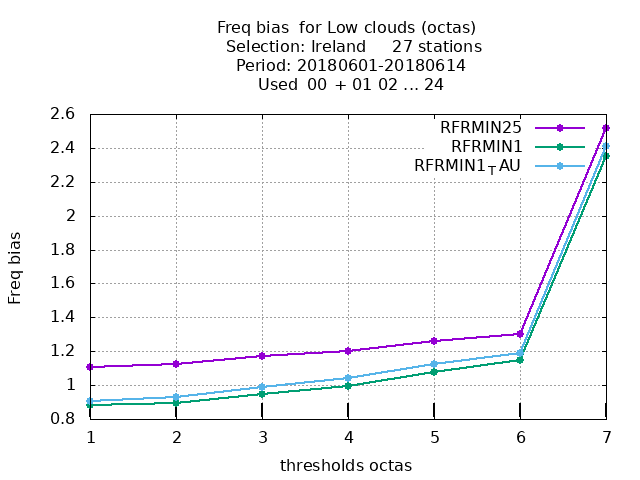 Freq bias  for Low clouds (octas)
Selection: Ireland     27 stations
Period: 20180601-20180614
Used  00 + 01 02 ... 24
RFRMIN25
RFRMIN1
RFRMIN1TAU
Freq bias
2.6
2.4
2.2
2
1.8
1.6
1.4
1.2
1
0.8
1 2 3 4 5 6 7
thresholds octas